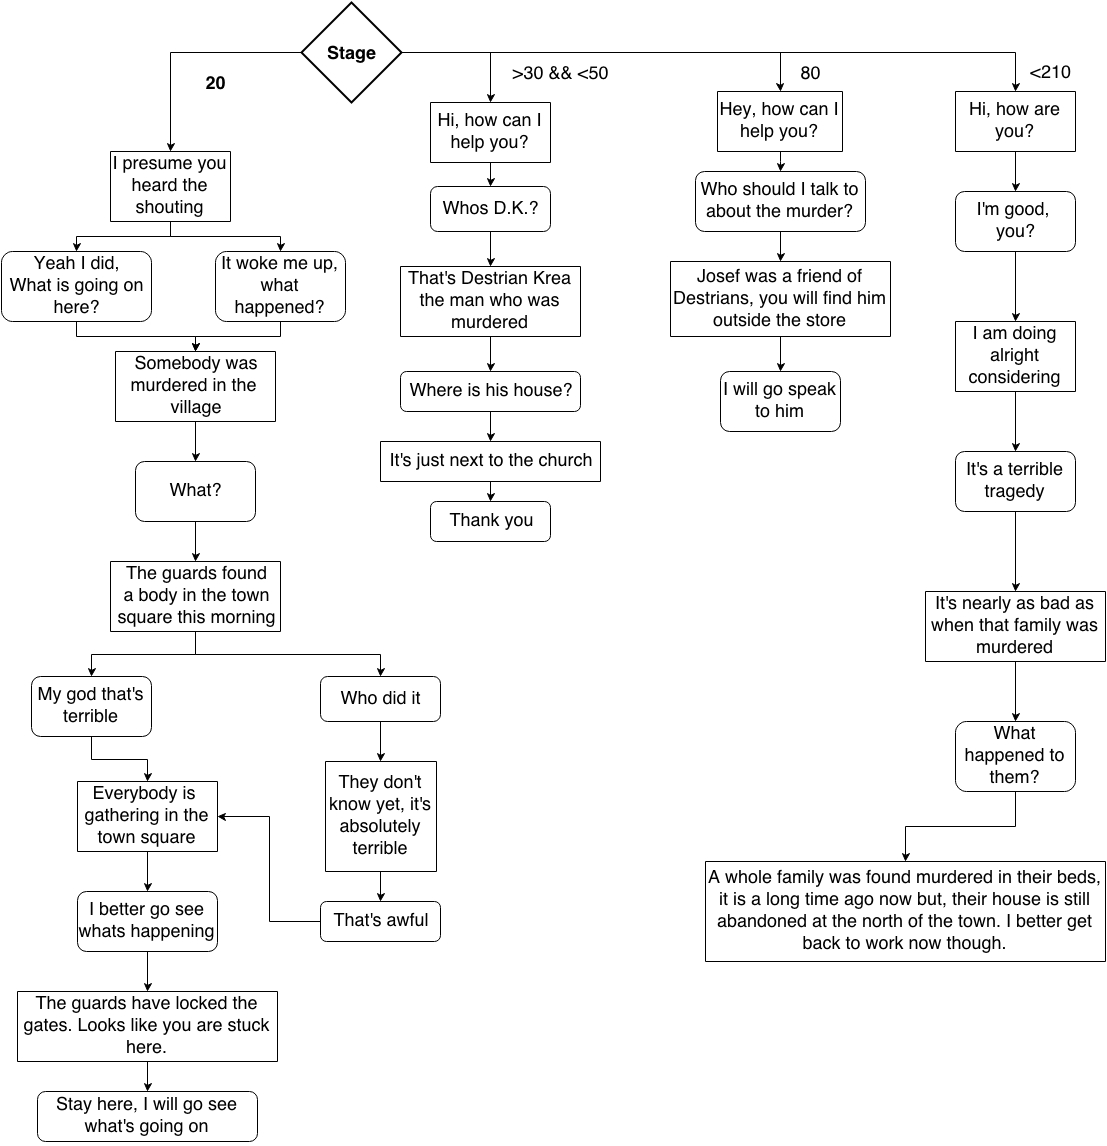 Stage
20
>30 && <50
80
<210
I presume you
heard the
shouting
Yeah I did,
What is going on
here?
It woke me up,
what
happened?
Somebody was
murdered in the
village
What?
The guards found
a body in the town
square this morning
My god that's
terrible
Who did it
They don't
know yet, it's
absolutely
terrible
That's awful
Everybody is
gathering in the
town square
I better go see
whats happening
The guards have locked the
gates. Looks like you are stuck
here.
Stay here, I will go see
what's going on
Hi, how can I
help you?
Whos D.K.?
That's Destrian Krea
the man who was
murdered
Where is his house?
It's just next to the church
Thank you
Hey, how can I
help you?
Who should I talk to
about the murder?
Josef was a friend of
Destrians, you will find him
outside the store
I will go speak
to him
Hi, how are
you?
I'm good,
you?
I am doing
alright
considering
It's a terrible
tragedy
It's nearly as bad as
when that family was
murdered
What
happened to
them?
A whole family was found murdered in their beds,
it is a long time ago now but, their house is still
abandoned at the north of the town. I better get
back to work now though.